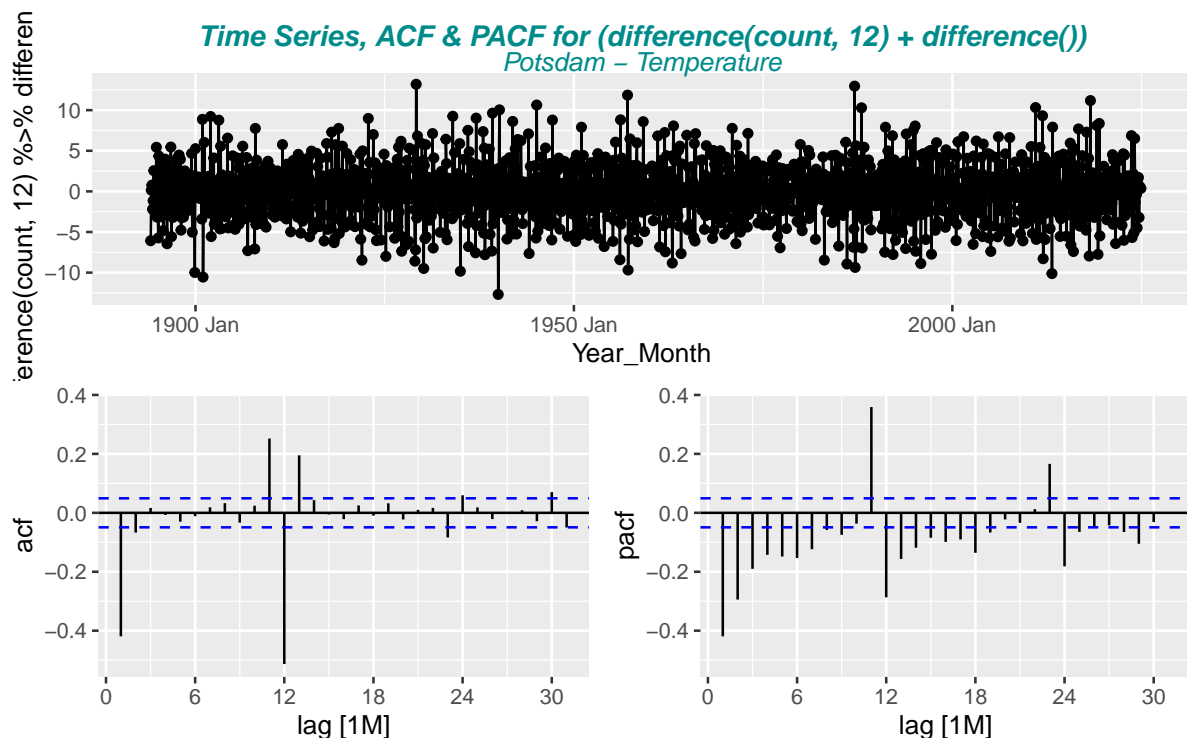 Time Series, ACF & PACF for (difference(count, 12) + difference())
Potsdam − Temperature
erence(count, 12) %>% differen
10
5
0
−5
−10
1900 Jan
1950 Jan
2000 Jan
Year_Month
acf
0.4
0.2
0.0
−0.2
−0.4
0
6
12
18
24
30
lag [1M]
pacf
0.4
0.2
0.0
−0.2
−0.4
0
6
12
18
24
30
lag [1M]